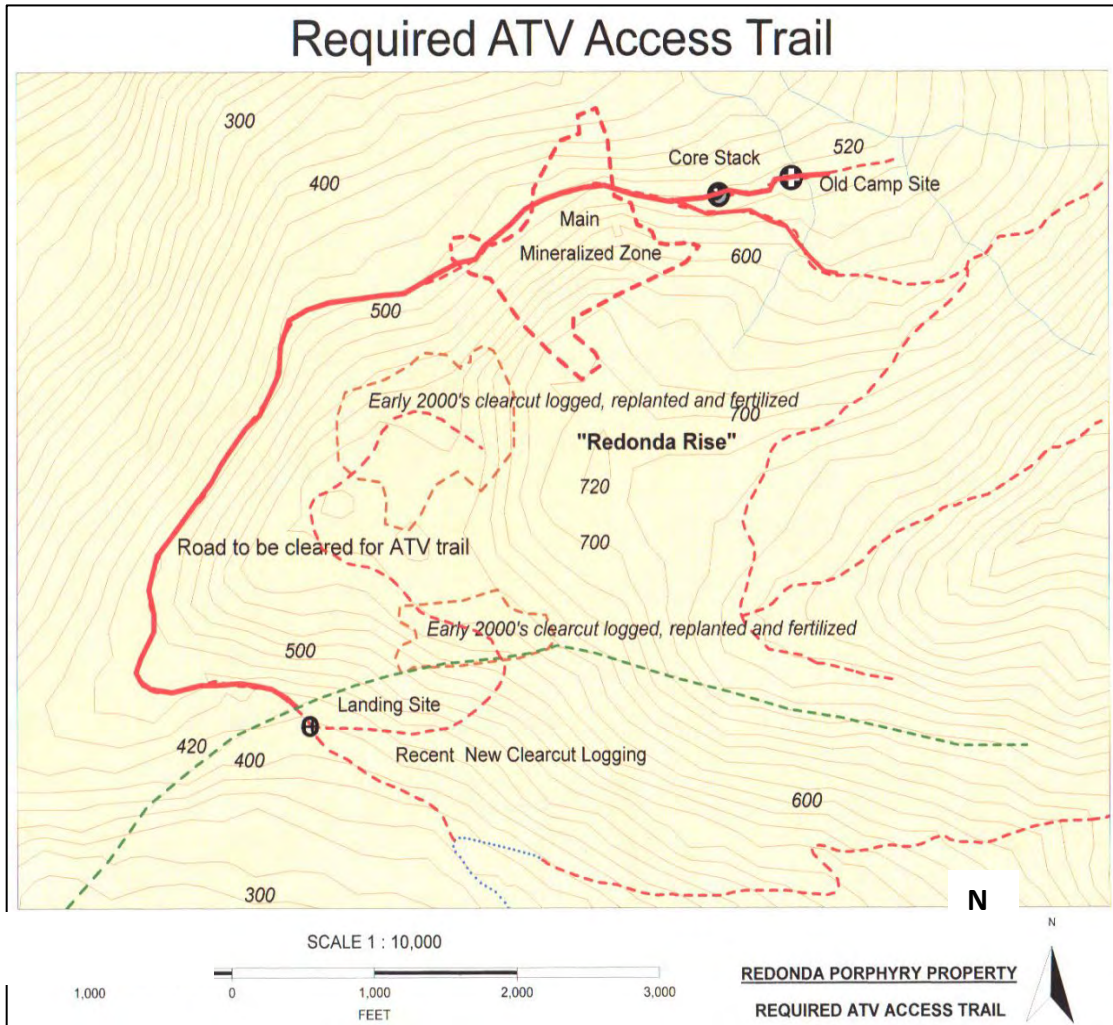 Required ATV Access Trail
300
520
Core Stack
400
Old Camp Site
Main
Mineralized Zone
600
500
Early 2000's clearcut logged, replanted and fertilized
700
"Redonda Rise"
720
700
Road to be cleared for ATV trail
Early 2000's clearcut logged, replanted and fertilized
500
Landing Site
420
400
Recent New Clearcut Logging
600
300
N
SCALE 1 : 10,000
N
1,000 0 1,000 2,000 3,000
FEET
REDONDA PORPHYRY PROPERTY
REQUIRED ATV ACCESS TRAIL